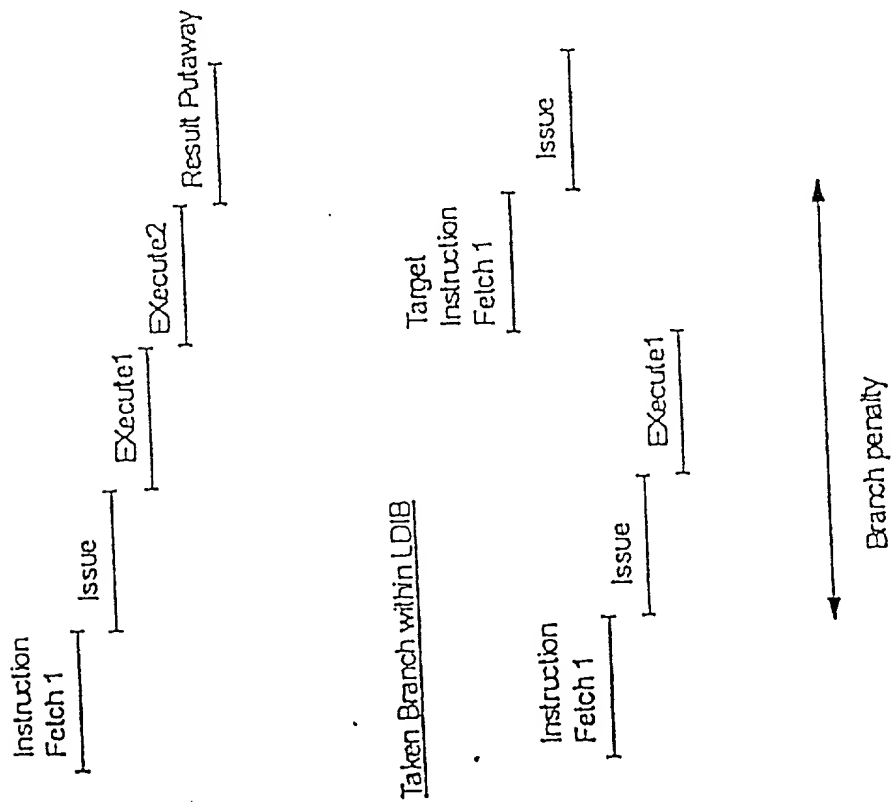 Instruction
Fetch 1
Issue
EXecute1
EXecute2
Result Putaway
Taken Branch within LDIB
Instruction
Fetch 1
Issue
EXecute1
Target
Instruction
Fetch 1
Issue
Branch penalty